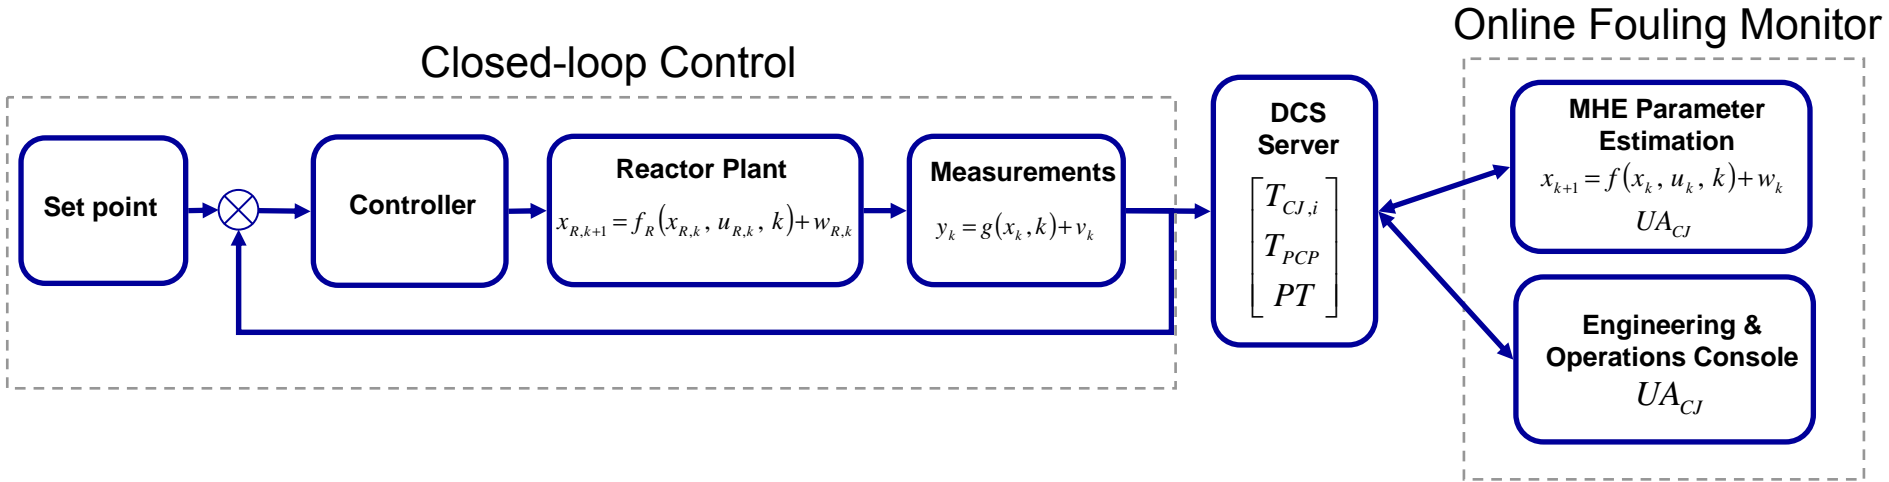 Closed-loop Control
Set point
Controller
Reactor Plant
x_{R,k+1} = f_R(x_{R,k}, u_{R,k}, k) + w_{R,k}
Measurements
y_k = g(x_k, k) + v_k
DCS
Server
T_{CJ,i}
T_{PCP}
PT
Online Fouling Monitor
MHE Parameter
Estimation
x_{k+1} = f(x_k, u_k, k) + w_k
UA_{CJ}
Engineering &
Operations Console
UA_{CJ}